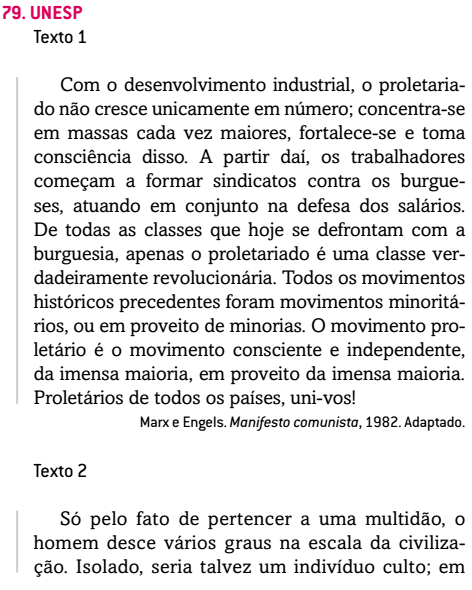 79. UNESP
Texto 1
Com o desenvolvimento industrial, o proletaria-
do não cresce unicamente em número; concentra-se
em massas cada vez maiores, fortalece-se e toma
consciência disso. A partir daí, os trabalhadores
começam a formar sindicatos contra os burgue-
ses, atuando em conjunto na defesa dos salários.
De todas as classes que hoje se defrontam com a
burguesia, apenas o proletariado é uma classe ver-
dadeiramente revolucionária. Todos os movimentos
históricos precedentes foram movimentos minoritá-
rios, ou em proveito de minorias. O movimento pro-
letário é o movimento consciente e independente,
da imensa maioria, em proveito da imensa maioria.
Proletários de todos os países, uni-vos!
Marx e Engels. Manifesto comunista, 1982. Adaptado.
Texto 2
Só pelo fato de pertencer a uma multidão, o
homem desce vários graus na escala da civiliza-
ção. Isolado, seria talvez um indivíduo culto; em